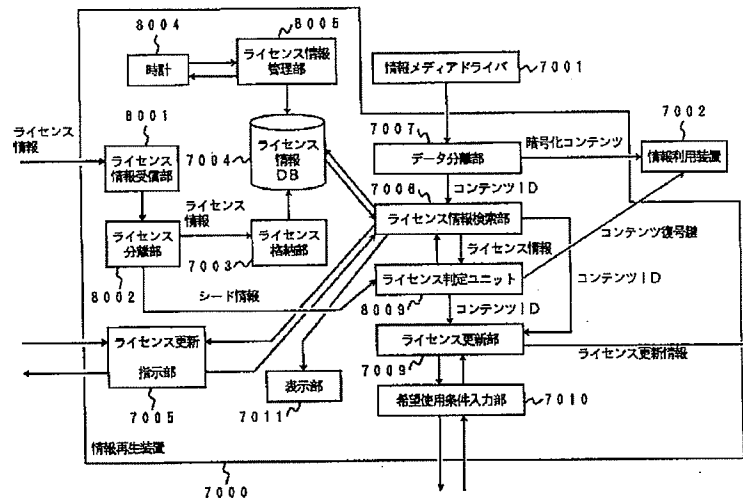 8004
8005
時計
ライセンス情報
管理部
情報メディアドライバ
7001
8001
ライセンス
情報
ライセンス
情報受信部
7004
ライセンス
情報
DB
7007
データ分離部
暗号化コンテンツ
7002
情報利用装置
コンテンツID
7006
ライセンス情報検索部
ライセンス
情報
ライセンス
分離部
8002
ライセンス
格納部
7003
ライセンス情報
コンテンツ復号鍵
シード情報
ライセンス判定ユニット
8009
コンテンツID
コンテンツID
ライセンス更新
指示部
7005
表示部
7011
ライセンス更新部
7009
ライセンス更新情報
希望使用条件入力部
7010
情報再生装置
7000